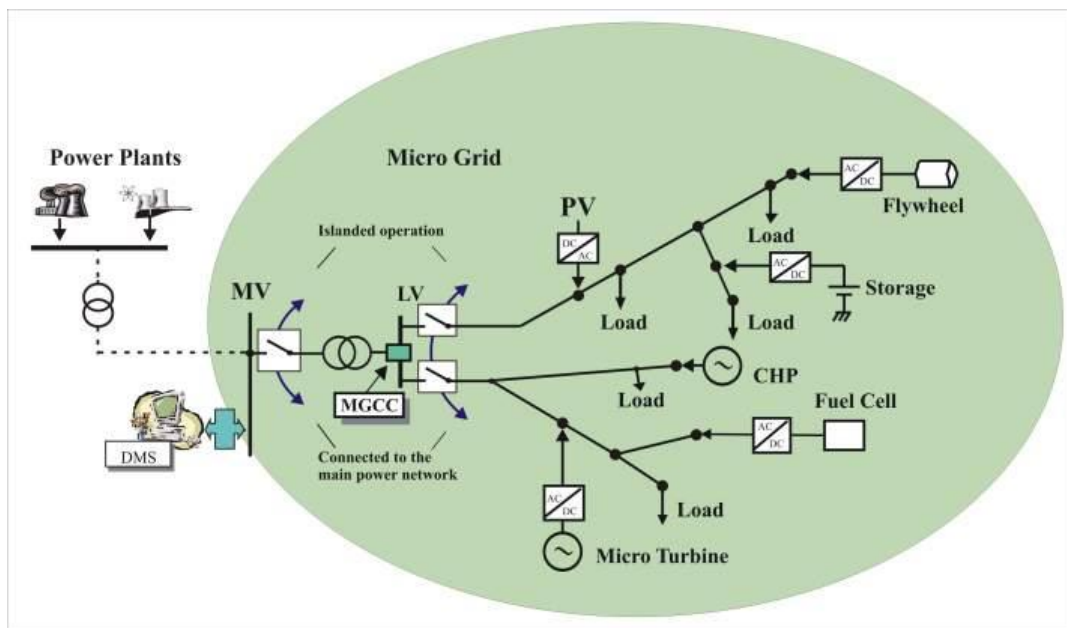 Power Plants
Micro Grid
Islanded operation
MV
LV
MGCC
DMS
Connected to the
main power network
PV
DC
AC
Load
Load
AC
DC
Flywheel
AC
DC
Storage
Load
Load
CHP
AC
DC
Fuel Cell
Load
AC
DC
Micro Turbine